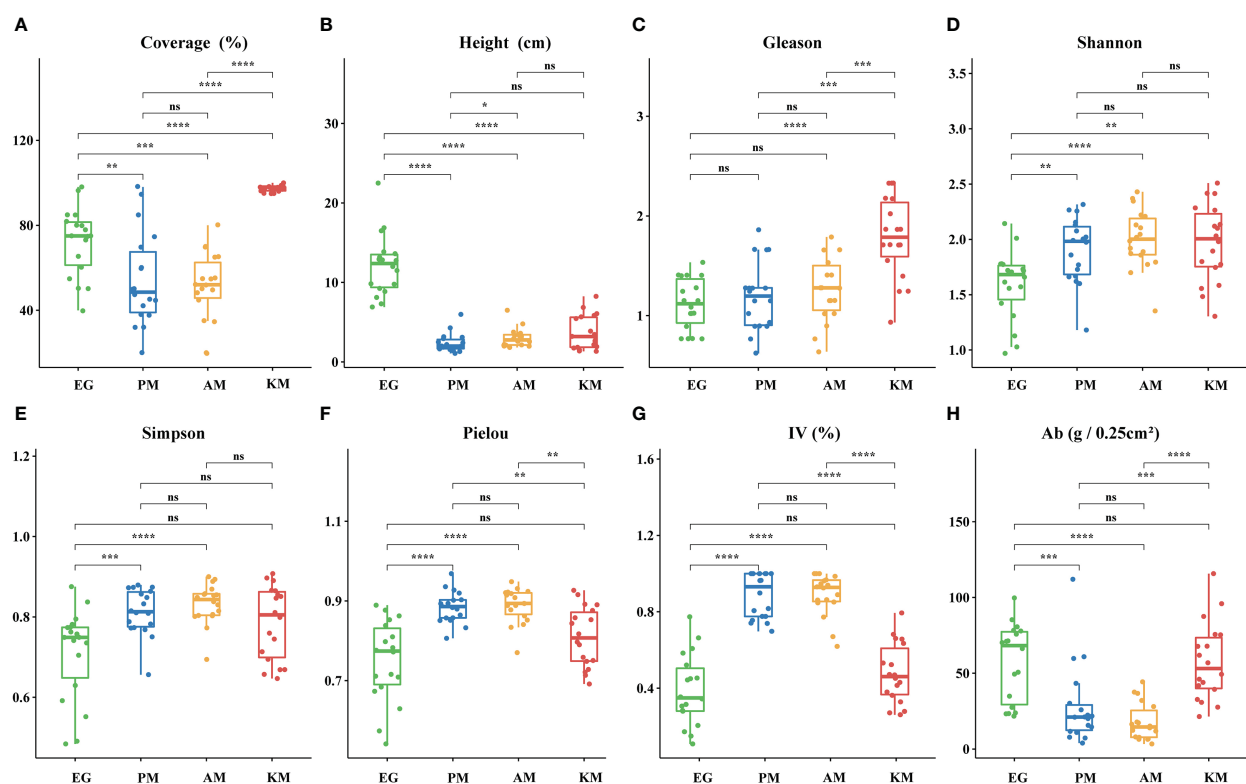 A
Coverage (%)
****
****
ns
****
***
**
120
80
40
EG PM AM KM
B
Height (cm)
ns
ns
*
****
****
****
30
20
10
0
EG PM AM KM
C
Gleason
***
***
ns
****
ns
ns
4
3
2
1
0
EG PM AM KM
D
Shannon
ns
ns
ns
**
****
**
3.5
3.0
2.5
2.0
1.5
1.0
EG PM AM KM
E
Simpson
ns
ns
ns
ns
****
***
1.2
1.0
0.8
0.6
EG PM AM KM
F
Pielou
**
**
ns
ns
****
****
1.1
0.9
0.7
EG PM AM KM
G
IV (%)
****
****
ns
ns
****
****
1.6
1.2
0.8
0.4
EG PM AM KM
H
Ab (g / 0.25cm²)
****
***
ns
ns
****
***
150
100
50
0
EG PM AM KM